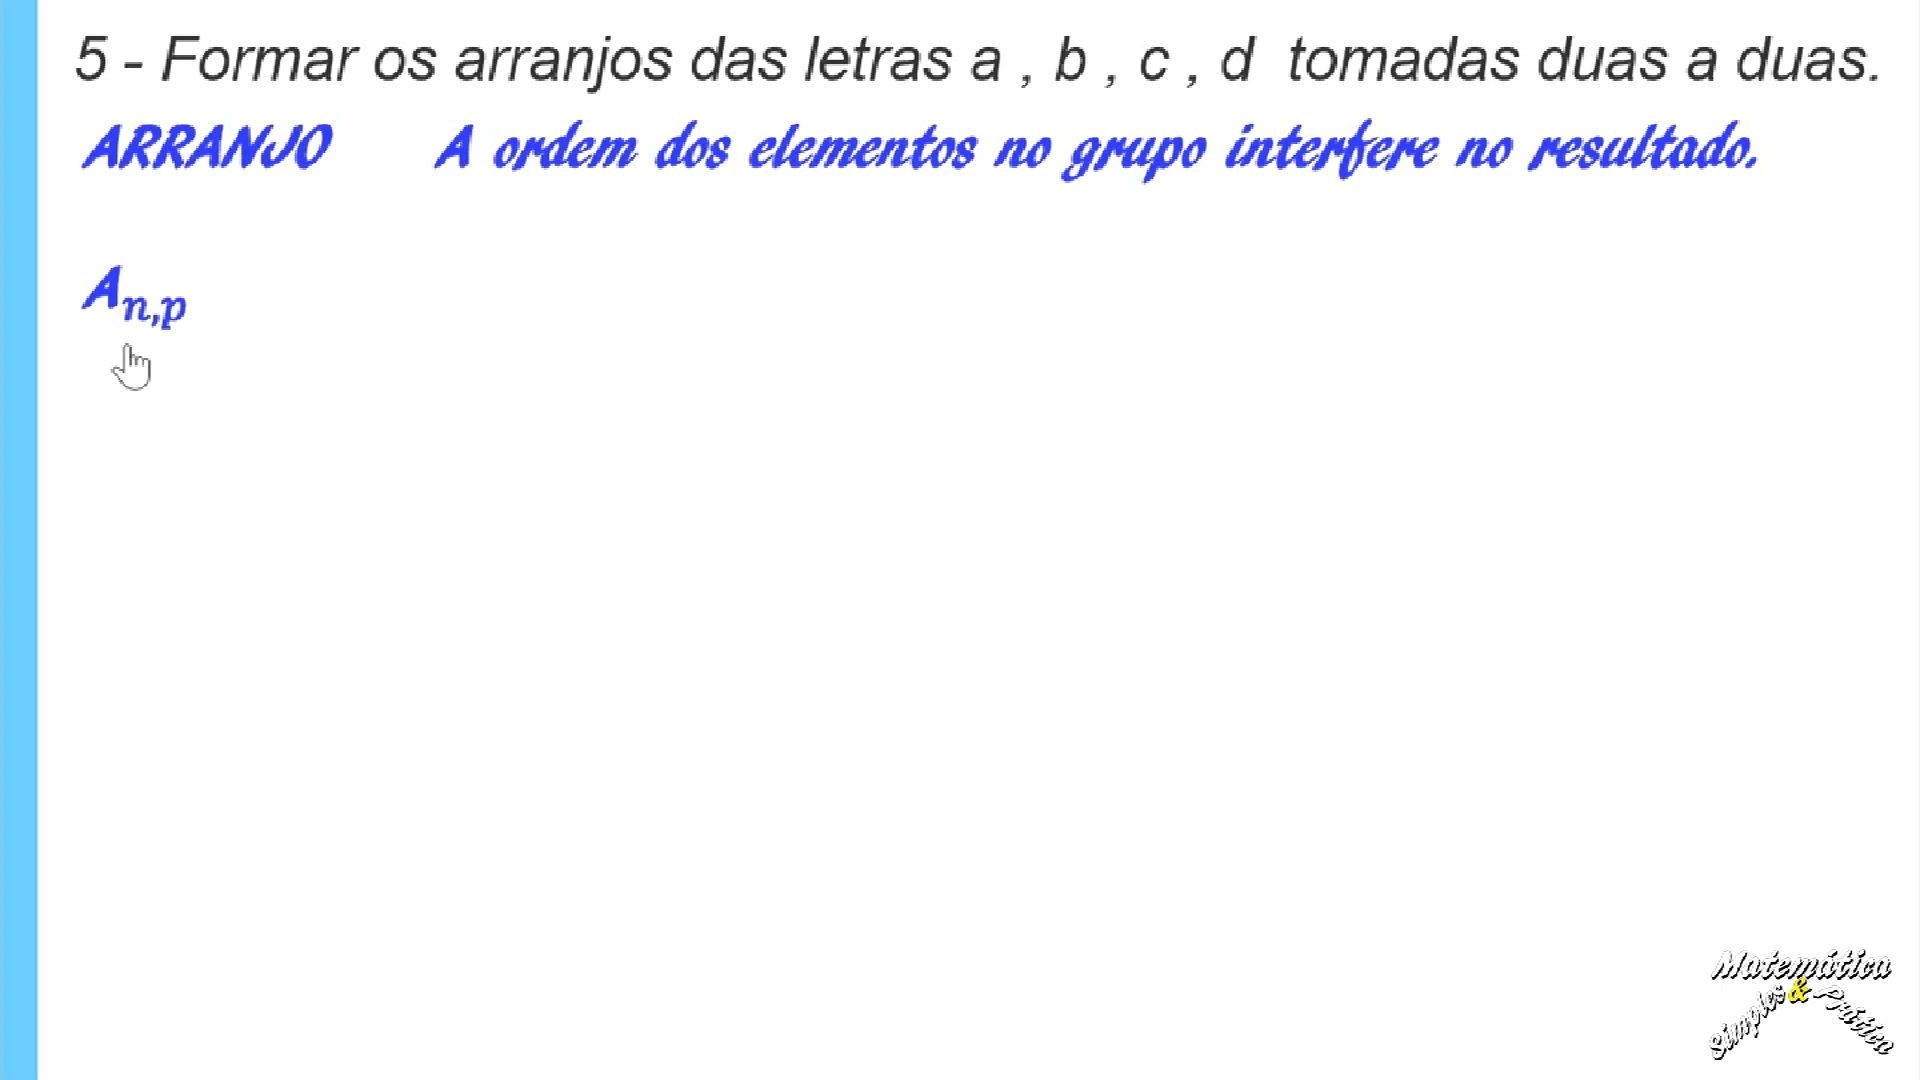 5 - Formar os arranjos das letras a , b , c , d tomadas duas a duas.
ARRANJO A ordem dos elementos no grupo interfere no resultado.
A n,p
Matemática
Simples & Prática